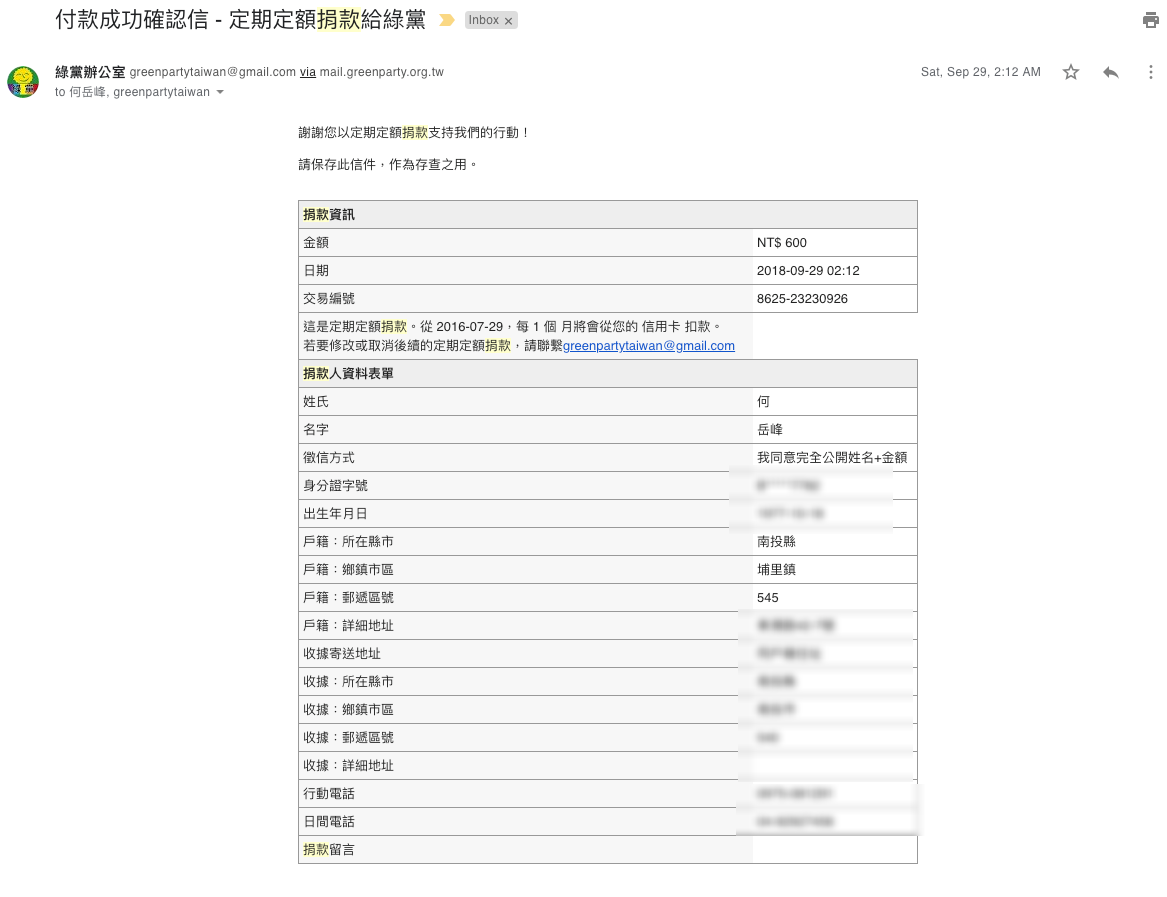 付款成功確認信 - 定期定額捐款給綠黨 Inbox ×
綠黨辦公室 greenpartytaiwan@gmail.com via mail.greenparty.org.tw Sat, Sep 29, 2:12 AM
to 何岳峰, greenpartytaiwan
謝謝您以定期定額捐款支持我們的行動！
請保存此信件，作為存查之用。
捐款資訊
金額 NT$ 600
日期 2018-09-29 02:12
交易編號 8625-23230926
這是定期定額捐款。從 2016-07-29，每 1 個 月將會從您的 信用卡 扣款。
若要修改或取消後續的定期定額捐款，請聯繫greenpartytaiwan@gmail.com
捐款人資料表單
姓氏 何
名字 岳峰
徵信方式 我同意完全公開姓名+金額
身分證字號
出生年月日
戶籍：所在縣市 南投縣
戶籍：鄉鎮市區 埔里鎮
戶籍：郵遞區號 545
戶籍：詳細地址
收據寄送地址
收據：所在縣市
收據：鄉鎮市區
收據：郵遞區號
收據：詳細地址
行動電話
日間電話
捐款留言